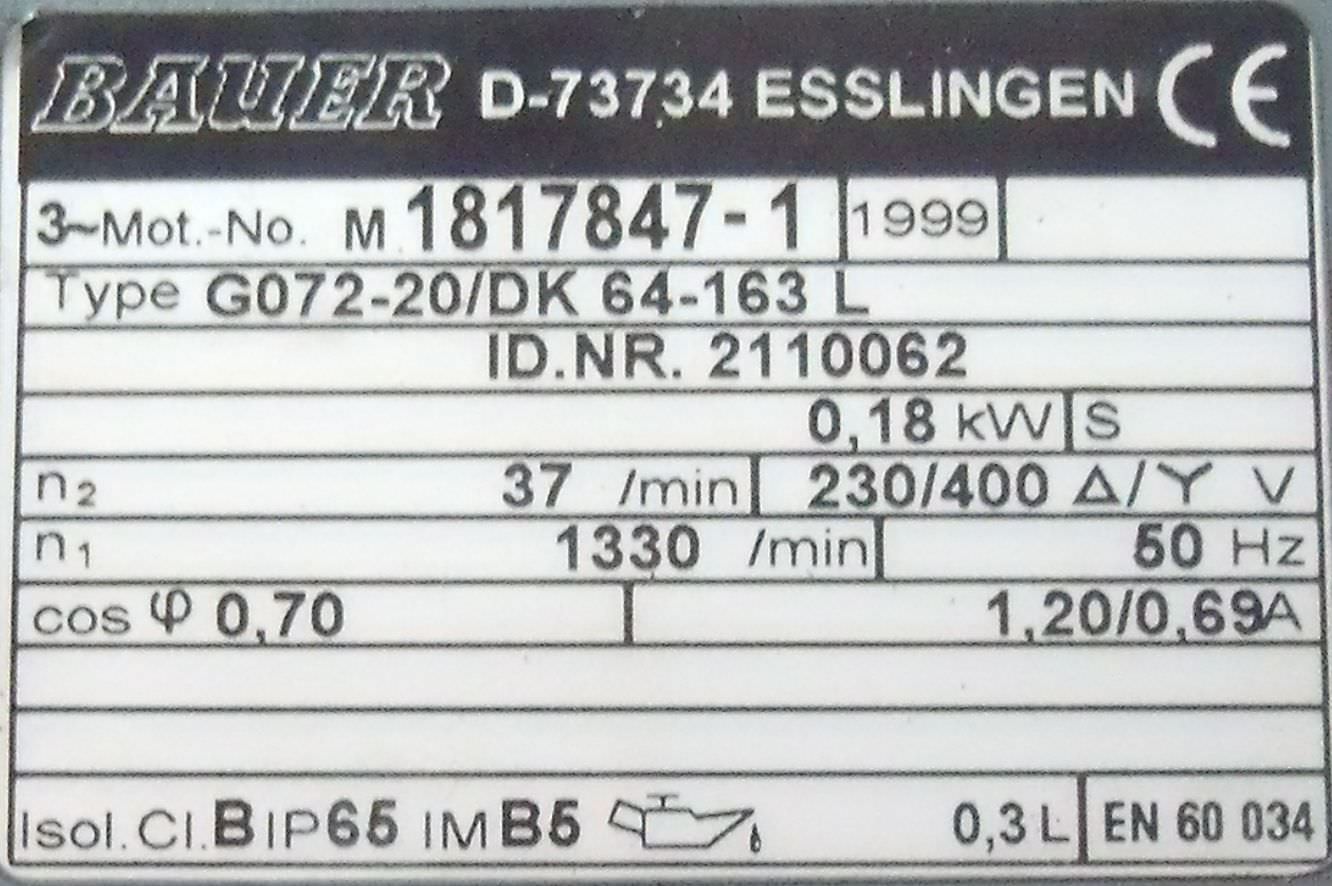 BAUER D-73734 ESSLINGEN CE
3~Mot.-No. M 1817847-1 1999
Type G072-20/DK 64-163 L
ID.NR. 2110062
0,18 kW S
n₂ 37 /min 230/400 Δ/Y V
n₁ 1330 /min 50 Hz
cos φ 0,70 1,20/0,69A
Isol.Cl.B IP65 IM B5 0,3 L EN 60 034